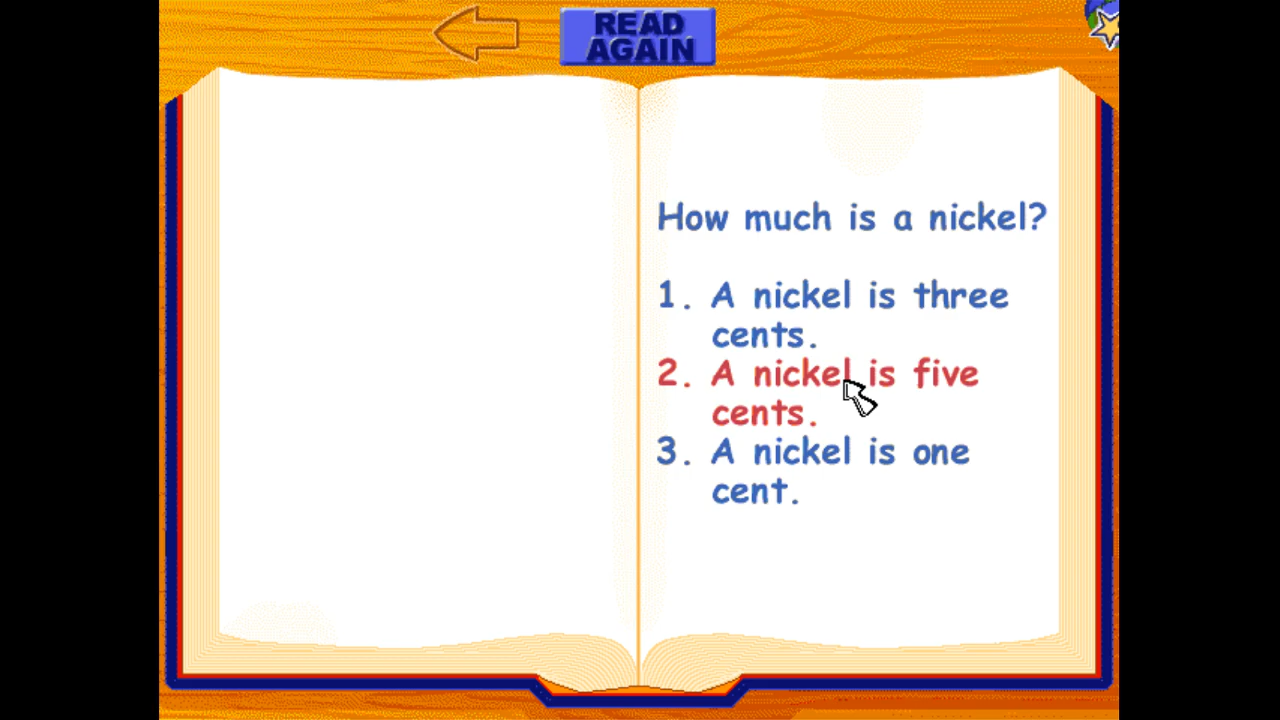 READ
AGAIN
How much is a nickel?
1. A nickel is three
cents.
2. A nickel is five
cents.
3. A nickel is one
cent.